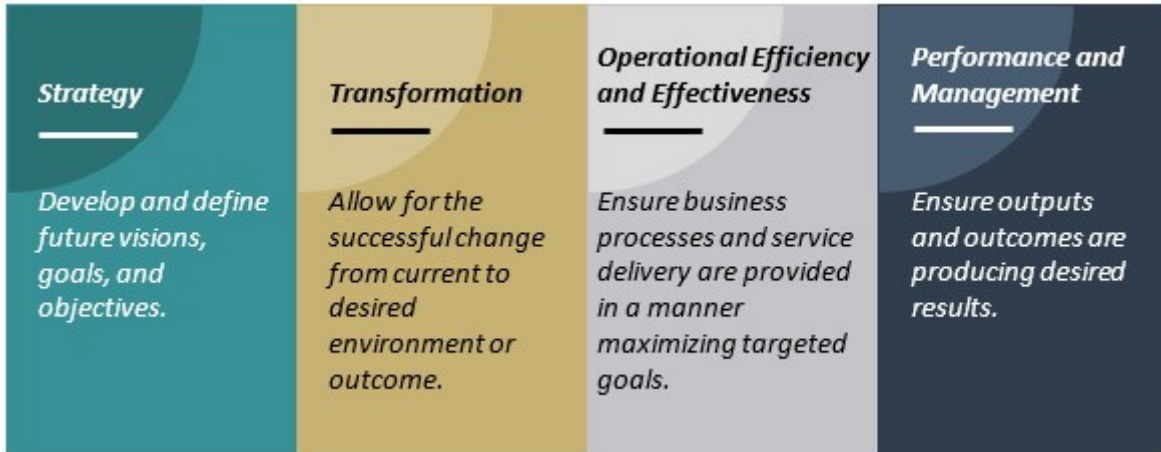 Strategy
Develop and define
future visions,
goals, and
objectives.
Transformation
Allow for the
successful change
from current to
desired
environment or
outcome.
Operational Efficiency
and Effectiveness
Ensure business
processes and service
delivery are provided
in a manner
maximizing targeted
goals.
Performance and
Management
Ensure outputs
and outcomes are
producing desired
results.